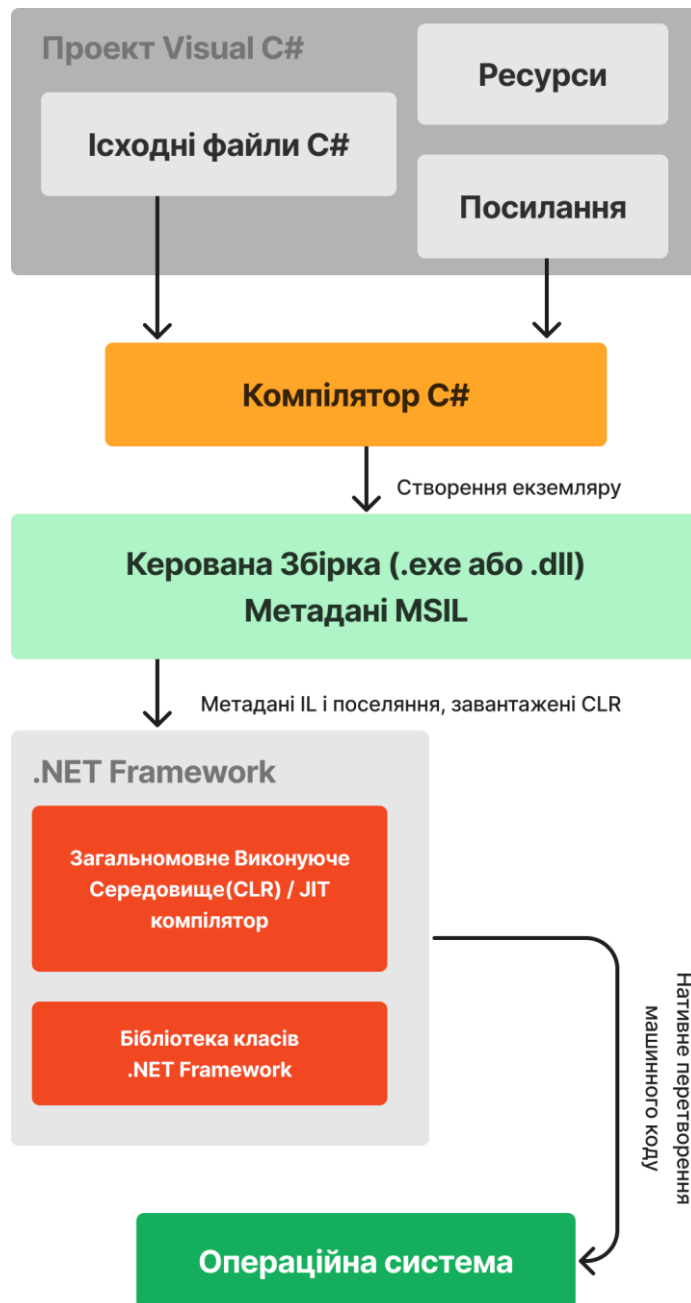 Проект Visual C#
Ісходні файли C#
Ресурси
Посилання
Компілятор C#
Створення екземляру
Керована Збірка (.exe або .dll)
Метадані MSIL
Метадані IL і поселяння, завантажені CLR
.NET Framework
Загальномовне Виконуюче
Середовище(CLR) / JIT
компілятор
Бібліотека класів
.NET Framework
Нативне перетворення
машинного коду
Операційна система